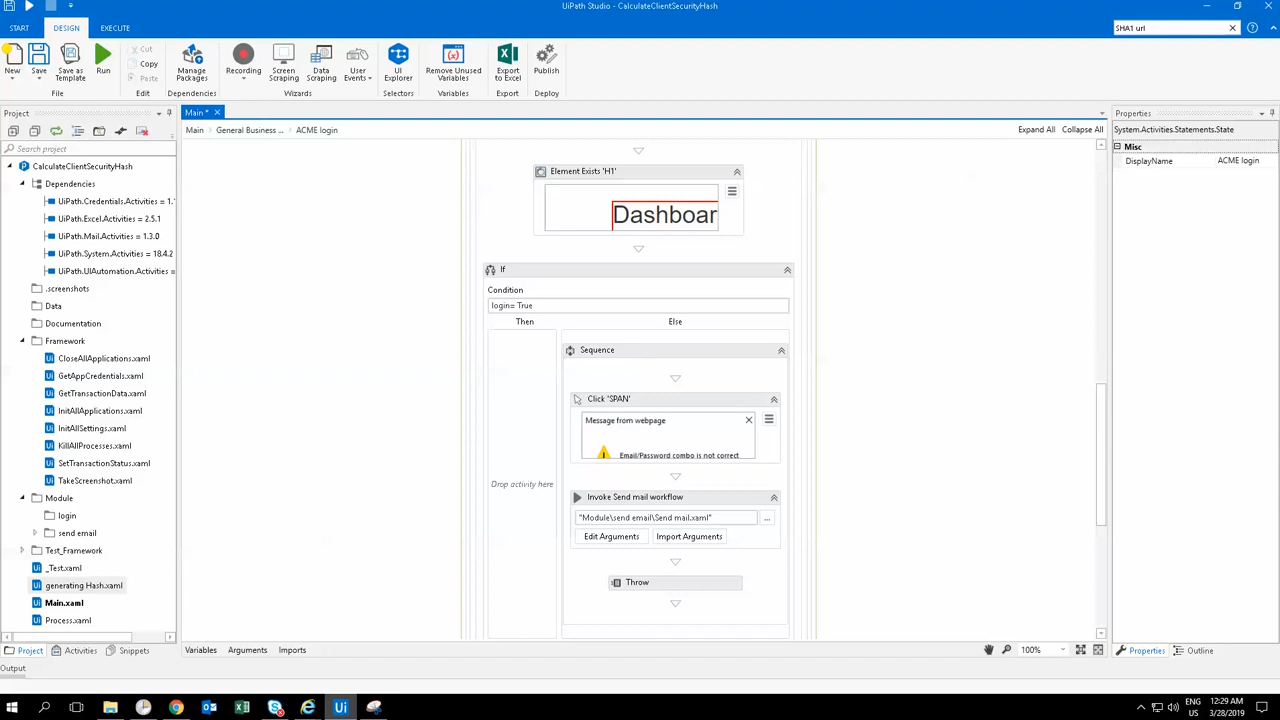 UiPath Studio - CalculateClientSecurityHash
START DESIGN EXECUTE
SHA1 url
New
Save
Save as Template
Run
Cut
Copy
Paste
Manage Packages
Recording
Screen Scraping
Data Scraping
User Events
UI Explorer
Remove Unused Variables
Export to Excel
Publish
File Edit Dependencies Wizards Selectors Variables Export Deploy
Project
Search project
CalculateClientSecurityHash
Dependencies
UiPath.Credentials.Activities = 1.
UiPath.Excel.Activities = 2.5.1
UiPath.Mail.Activities = 1.3.0
UiPath.System.Activities = 18.4.2
UiPath.UIAutomation.Activities =
.screenshots
Data
Documentation
Framework
CloseAllApplications.xaml
GetAppCredentials.xaml
GetTransactionData.xaml
InitAllApplications.xaml
InitAllSettings.xaml
KillAllProcesses.xaml
SetTransactionStatus.xaml
TakeScreenshot.xaml
Module
login
send email
Test_Framework
_Test.xaml
generating Hash.xaml
Main.xaml
Process.xaml
Project Activities Snippets
Output
Main *
Main General Business ... ACME login
Expand All Collapse All
Element Exists 'H1'
Dashboar
If
Condition
login= True
Then Else
Drop activity here
Sequence
Click 'SPAN'
Message from webpage
Email/Password combo is not correct
Invoke Send mail workflow
"Module\send email\Send mail.xaml"
...
Edit Arguments Import Arguments
Throw
Variables Arguments Imports
100%
Properties
System.Activities.Statements.State
Misc
DisplayName ACME login
Properties Outline
ENG
US
12:29 AM
3/28/2019